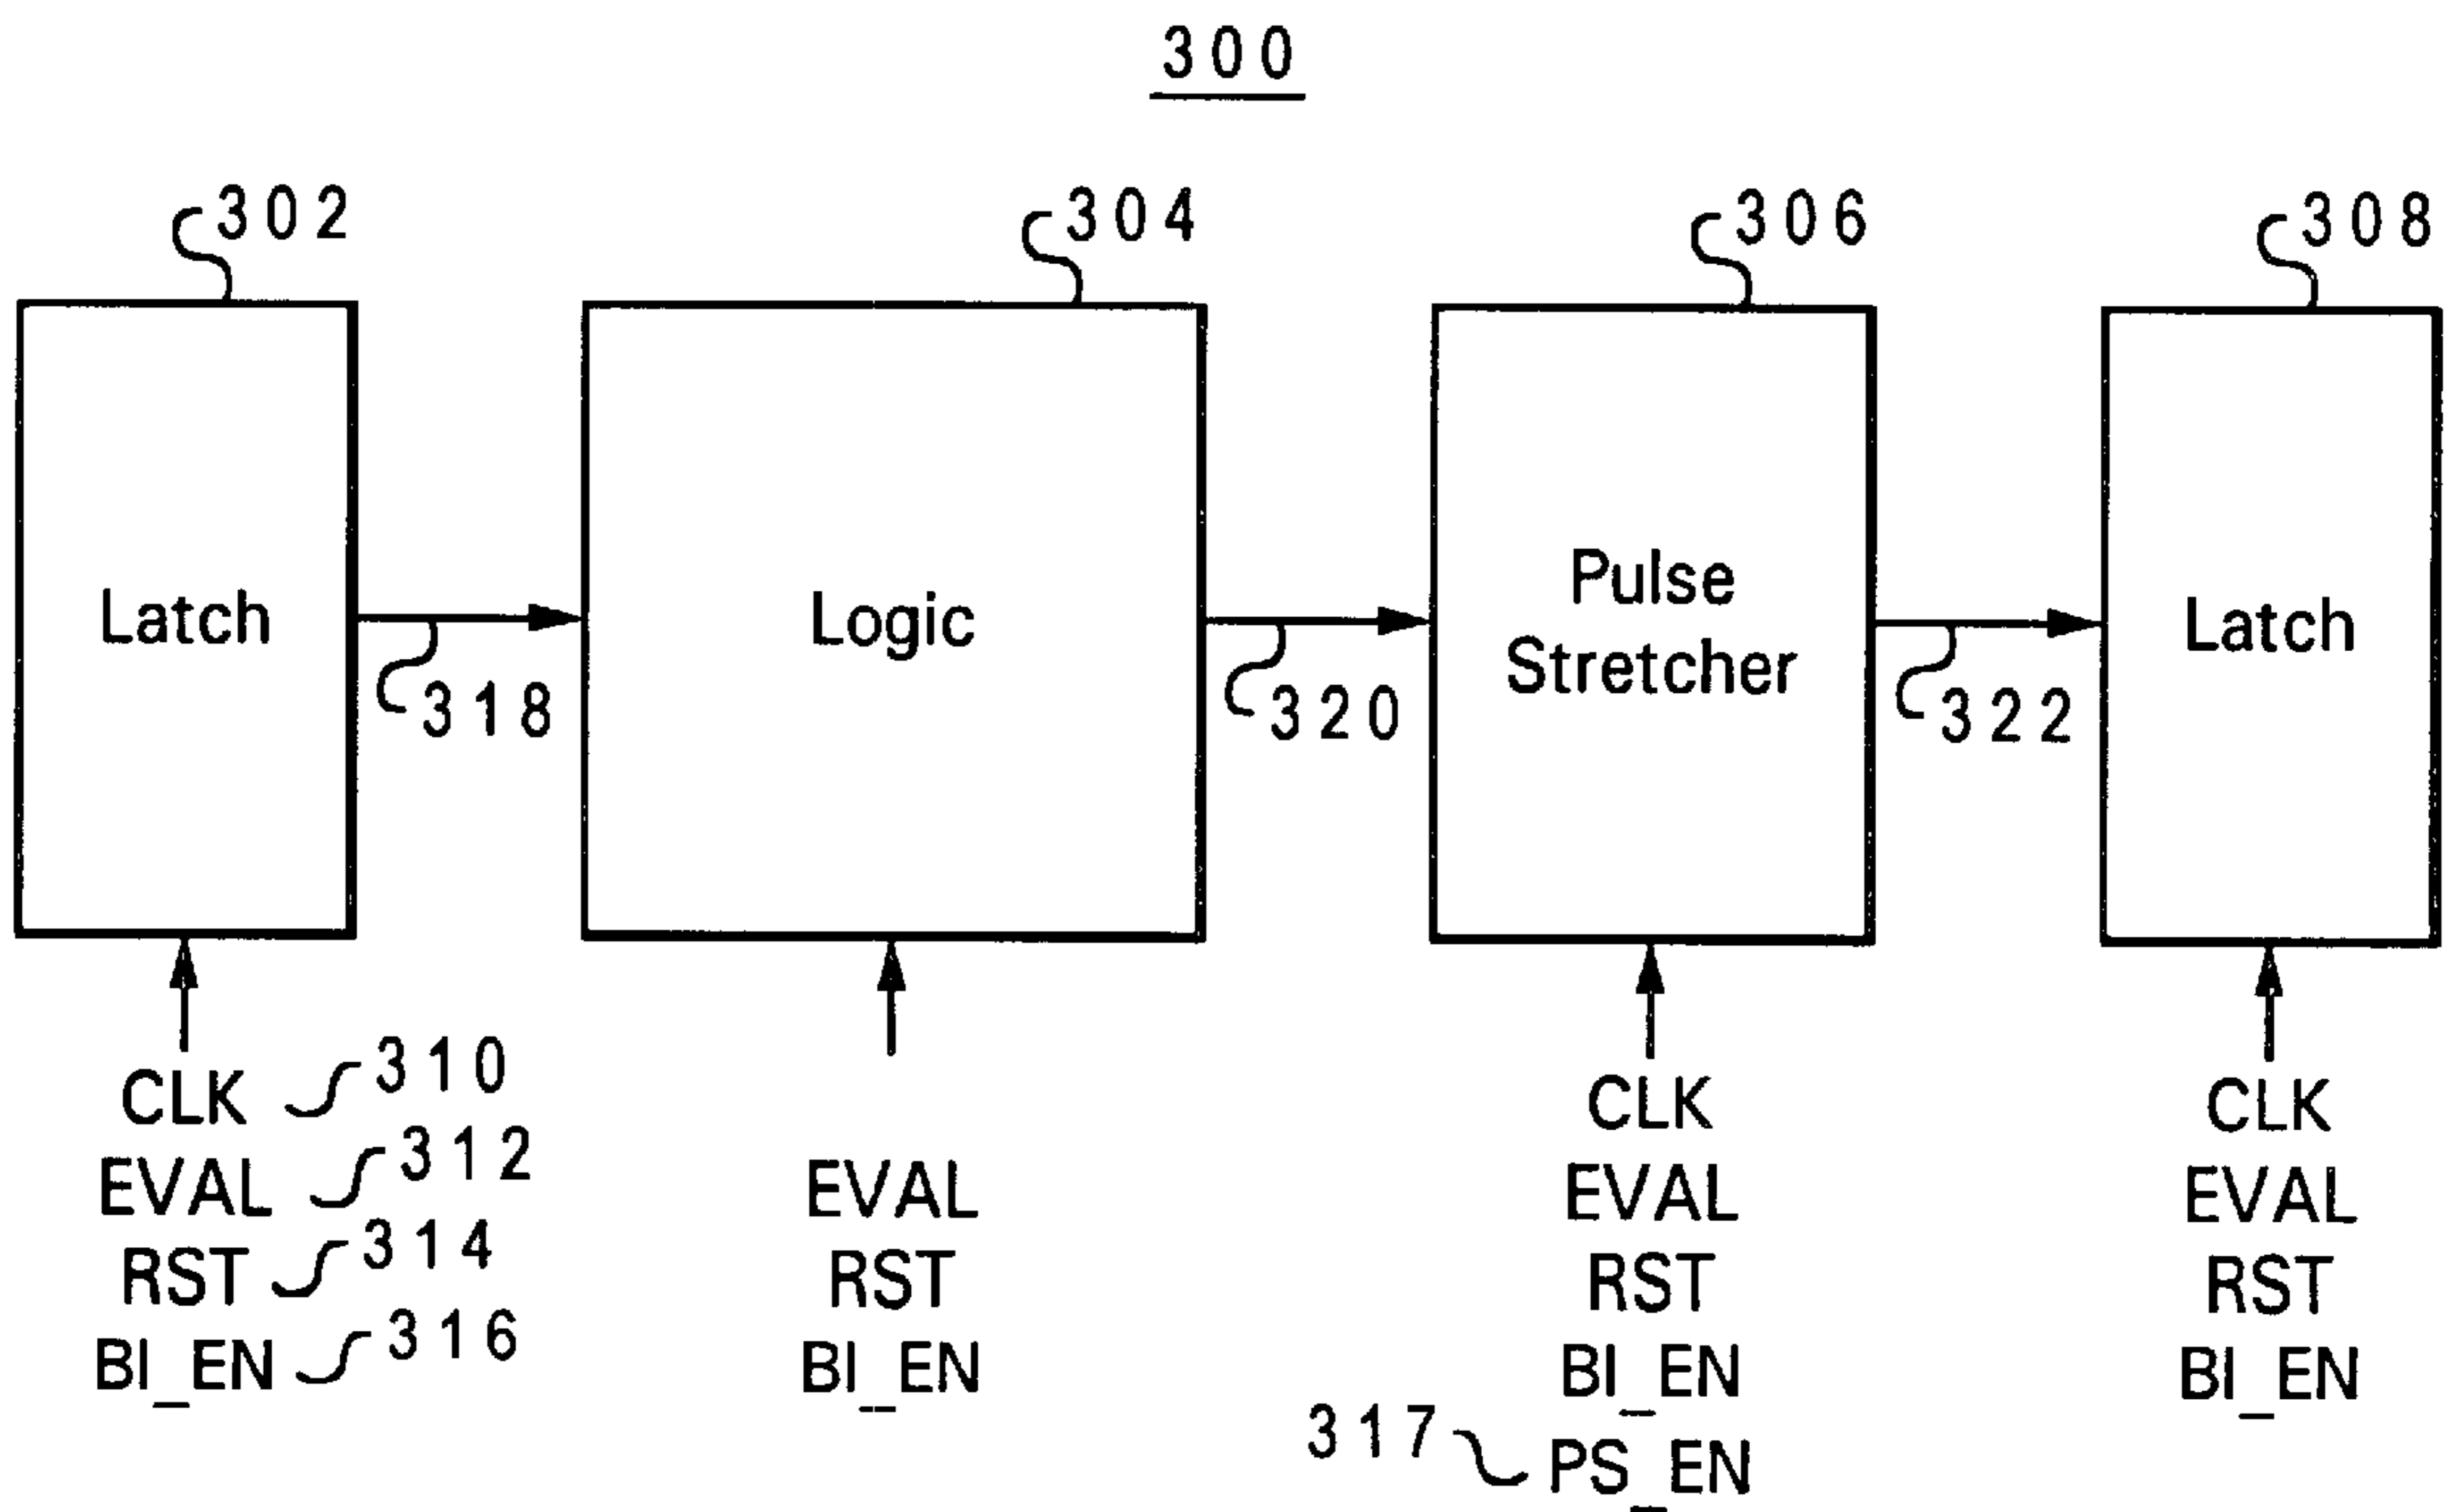 300
302 304 306 308
Latch Logic Pulse Stretcher Latch
318 320 322
CLK 310
EVAL 312
RST 314
BI_EN 316
EVAL
RST
BI_EN
CLK
EVAL
RST
BI_EN
317 PS_EN
CLK
EVAL
RST
BI_EN